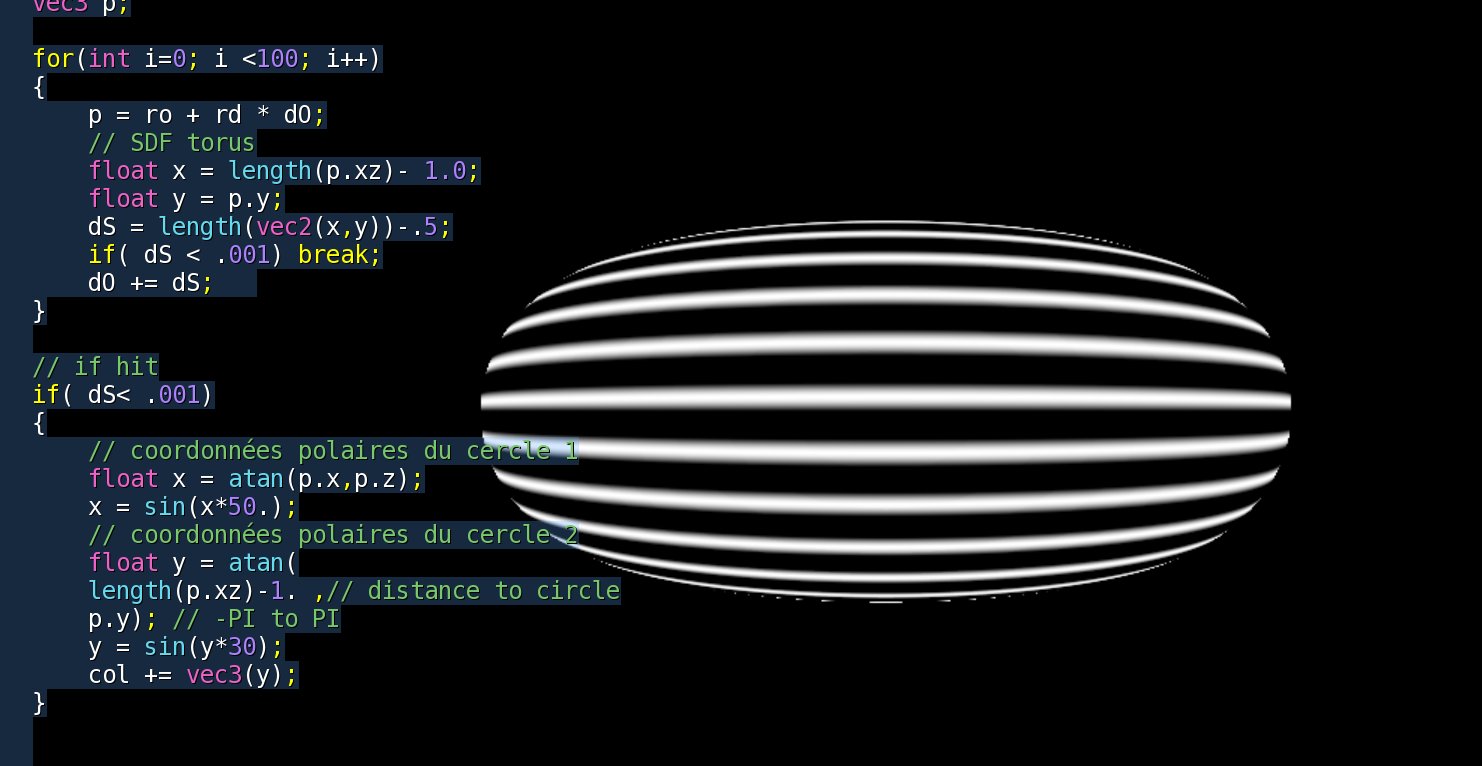 vec3 p;
for(int i=0; i <100; i++)
{
p = ro + rd * dO;
// SDF torus
float x = length(p.xz)- 1.0;
float y = p.y;
dS = length(vec2(x,y))-.5;
if( dS < .001) break;
dO += dS;
}
// if hit
if( dS< .001)
{
// coordonnées polaires du cercle 1
float x = atan(p.x,p.z);
x = sin(x*50.);
// coordonnées polaires du cercle 2
float y = atan(
length(p.xz)-1. ,// distance to circle
p.y); // -PI to PI
y = sin(y*30);
col += vec3(y);
}